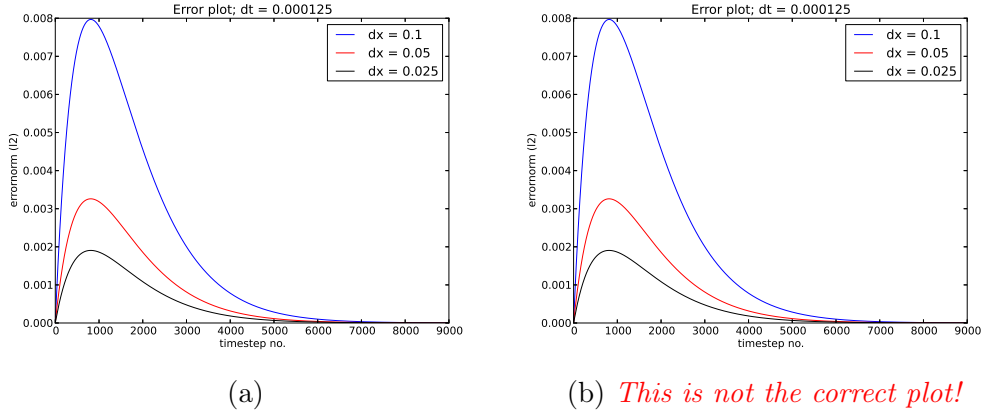 Error plot; dt = 0.000125
0.008
0.007
0.006
0.005
0.004
0.003
0.002
0.001
0.000
errornorm (l2)
dx = 0.1
dx = 0.05
dx = 0.025
0 1000 2000 3000 4000 5000 6000 7000 8000 9000
timestep no.
(a)
Error plot; dt = 0.000125
0.008
0.007
0.006
0.005
0.004
0.003
0.002
0.001
0.000
errornorm (l2)
dx = 0.1
dx = 0.05
dx = 0.025
0 1000 2000 3000 4000 5000 6000 7000 8000 9000
timestep no.
(b) This is not the correct plot!